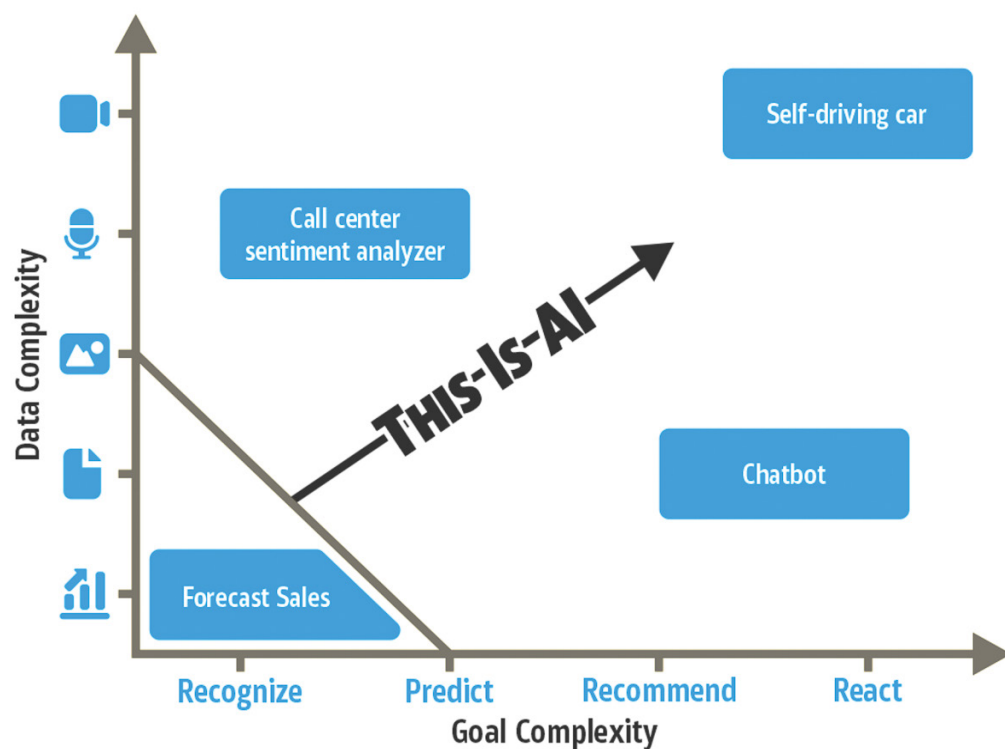 Self-driving car
Call center
sentiment analyzer
THIS-IS-AI
Data Complexity
Chatbot
Forecast Sales
Recognize
Predict
Recommend
React
Goal Complexity